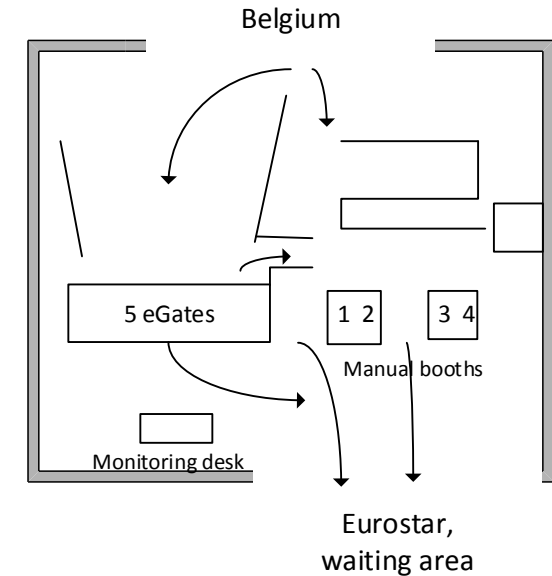 Belgium
5 eGates
1 2
3 4
Manual booths
Monitoring desk
Eurostar,
waiting area